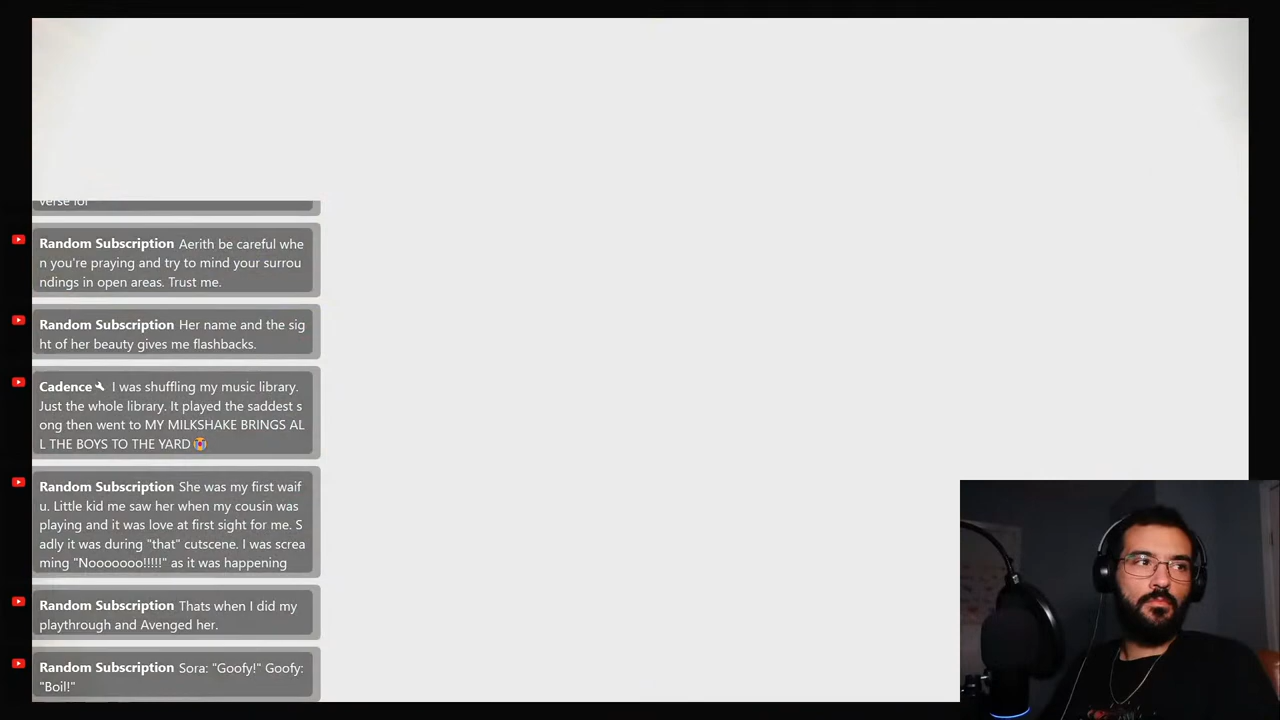 verse lol
Random Subscription Aerith be careful whe
n you're praying and try to mind your surrou
ndings in open areas. Trust me.
Random Subscription Her name and the sig
ht of her beauty gives me flashbacks.
Cadence I was shuffling my music library.
Just the whole library. It played the saddest s
ong then went to MY MILKSHAKE BRINGS AL
L THE BOYS TO THE YARD
Random Subscription She was my first waif
u. Little kid me saw her when my cousin was
playing and it was love at first sight for me. S
adly it was during "that" cutscene. I was screa
ming "Nooooooo!!!!!" as it was happening
Random Subscription Thats when I did my
playthrough and Avenged her.
Random Subscription Sora: "Goofy!" Goofy:
"Boil!"